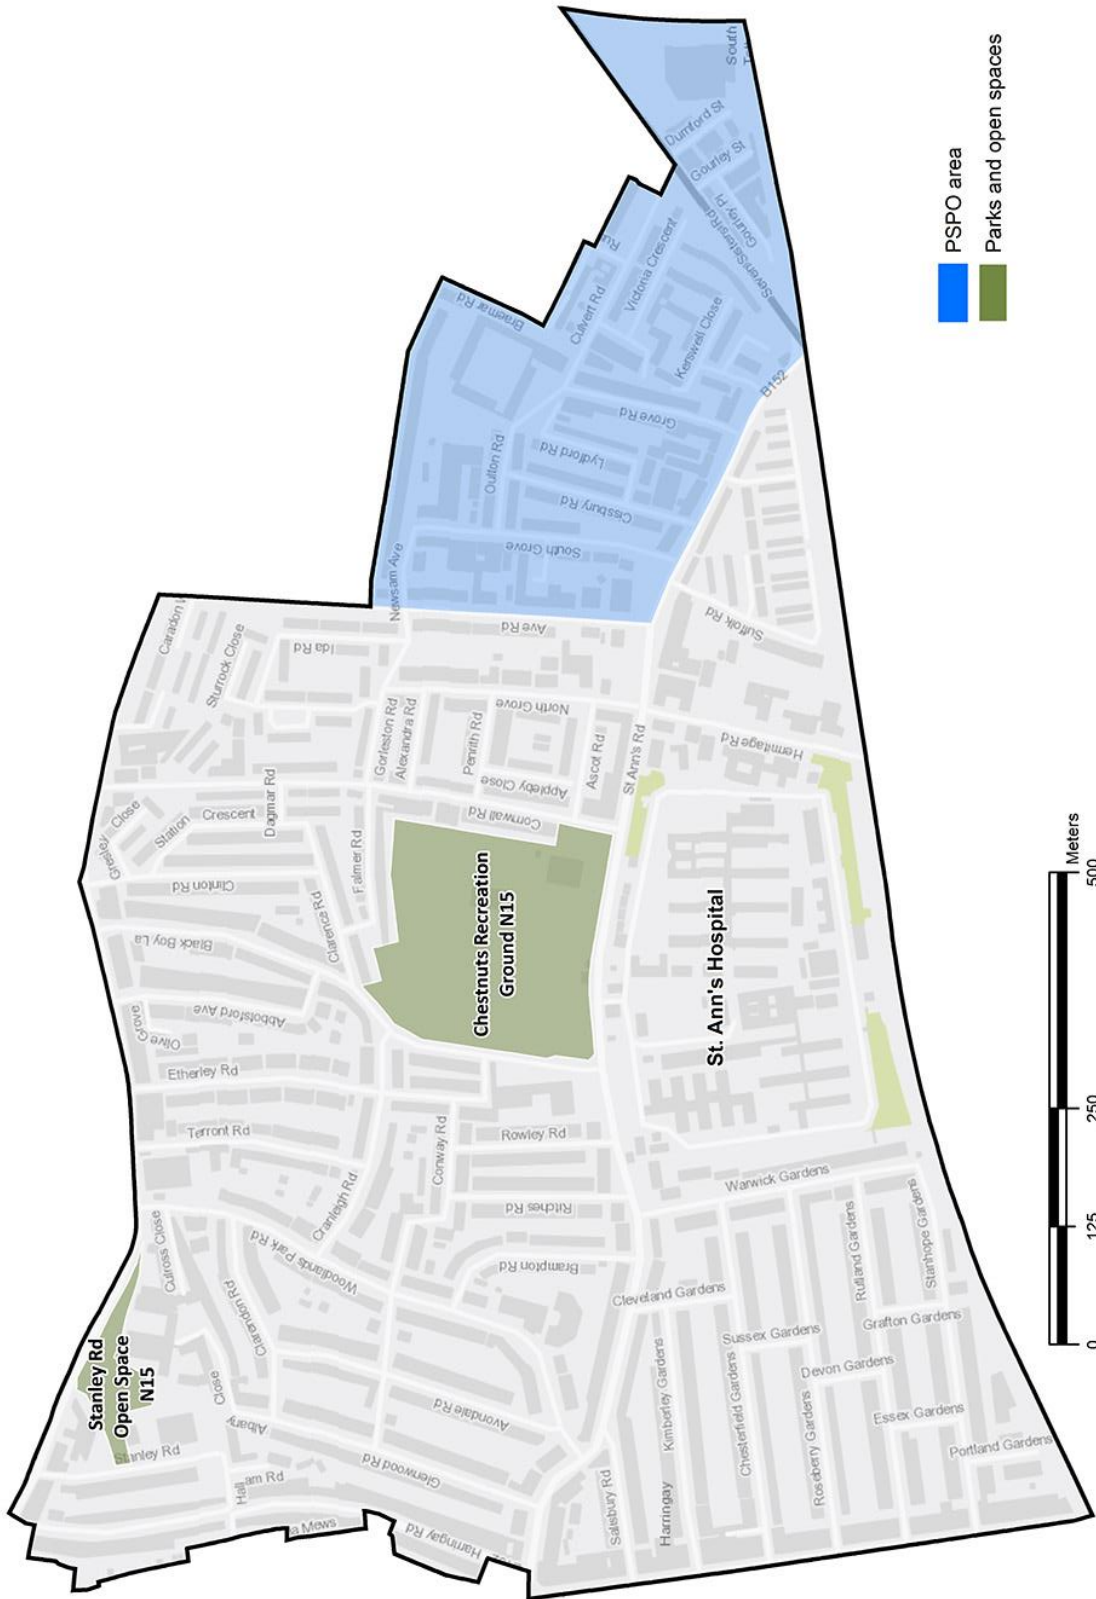 PSPO area
Parks and open spaces
Stanley Rd
Open Space
N15
Chestnuts Recreation
Ground N15
St. Ann's Hospital
Harringay Rd
Stanley Rd
Albany
Close
Culross Close
Clarendon Rd
Woodlands Park Rd
Cranleigh Rd
Glenwood Rd
Avondale Rd
Terront Rd
Etherley Rd
Olive Grove
Abbotsford Ave
Black Boy La
Clinton Rd
Gresley
Close
Station
Crescent
Dagmar Rd
Clarence Rd
Falmer Rd
Sturrock Close
Ida Rd
Newsam Ave
Gorleston Rd
Alexandra Rd
Penrith Rd
North Grove
Appleby Close
Cornwall Rd
Ascot Rd
St Ann's Rd
Ave Rd
Conway Rd
Rowley Rd
Ritches Rd
Brampton Rd
Salisbury Rd
Harringay
Kimberley Gardens
Cleveland Gardens
Warwick Gardens
Chesterfield Gardens
Sussex Gardens
Roseberry Gardens
Devon Gardens
Rutland Gardens
Stanhope Gardens
Grafton Gardens
Essex Gardens
Portland Gardens
Hermitage Rd
Suffolk Rd
South Grove
Cissbury Rd
Lydford Rd
Grove Rd
Oulton Rd
Braemar Rd
Culvert Rd
Victoria Crescent
Kerswell Close
Seven Sisters Rd
Gourley Pl
Gourley St
Durnford St
South
B152
0
125
250
500
Meters